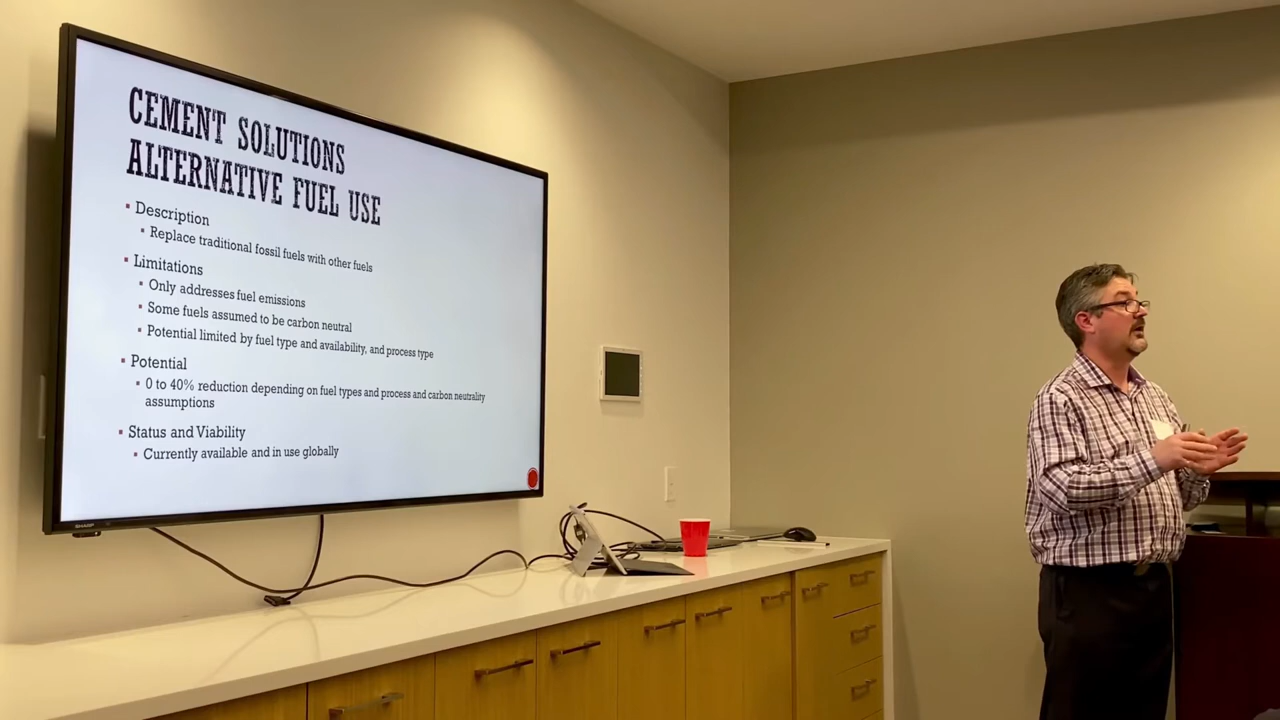 CEMENT SOLUTIONS
ALTERNATIVE FUEL USE
▪ Description
▪ Replace traditional fossil fuels with other fuels
▪ Limitations
▪ Only addresses fuel emissions
▪ Some fuels assumed to be carbon neutral
▪ Potential limited by fuel type and availability, and process type
▪ Potential
▪ 0 to 40% reduction depending on fuel types and process and carbon neutrality
assumptions
▪ Status and Viability
▪ Currently available and in use globally
SHARP